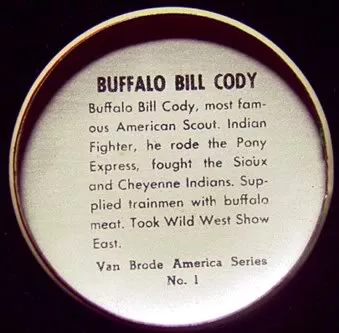 BUFFALO BILL CODY
Buffalo Bill Cody, most fam-
ous American Scout. Indian
Fighter, he rode the Pony
Express, fought the Sioux
and Cheyenne Indians. Sup-
plied trainmen with buffalo
meat. Took Wild West Show
East.
Van Brode America Series
No. 1